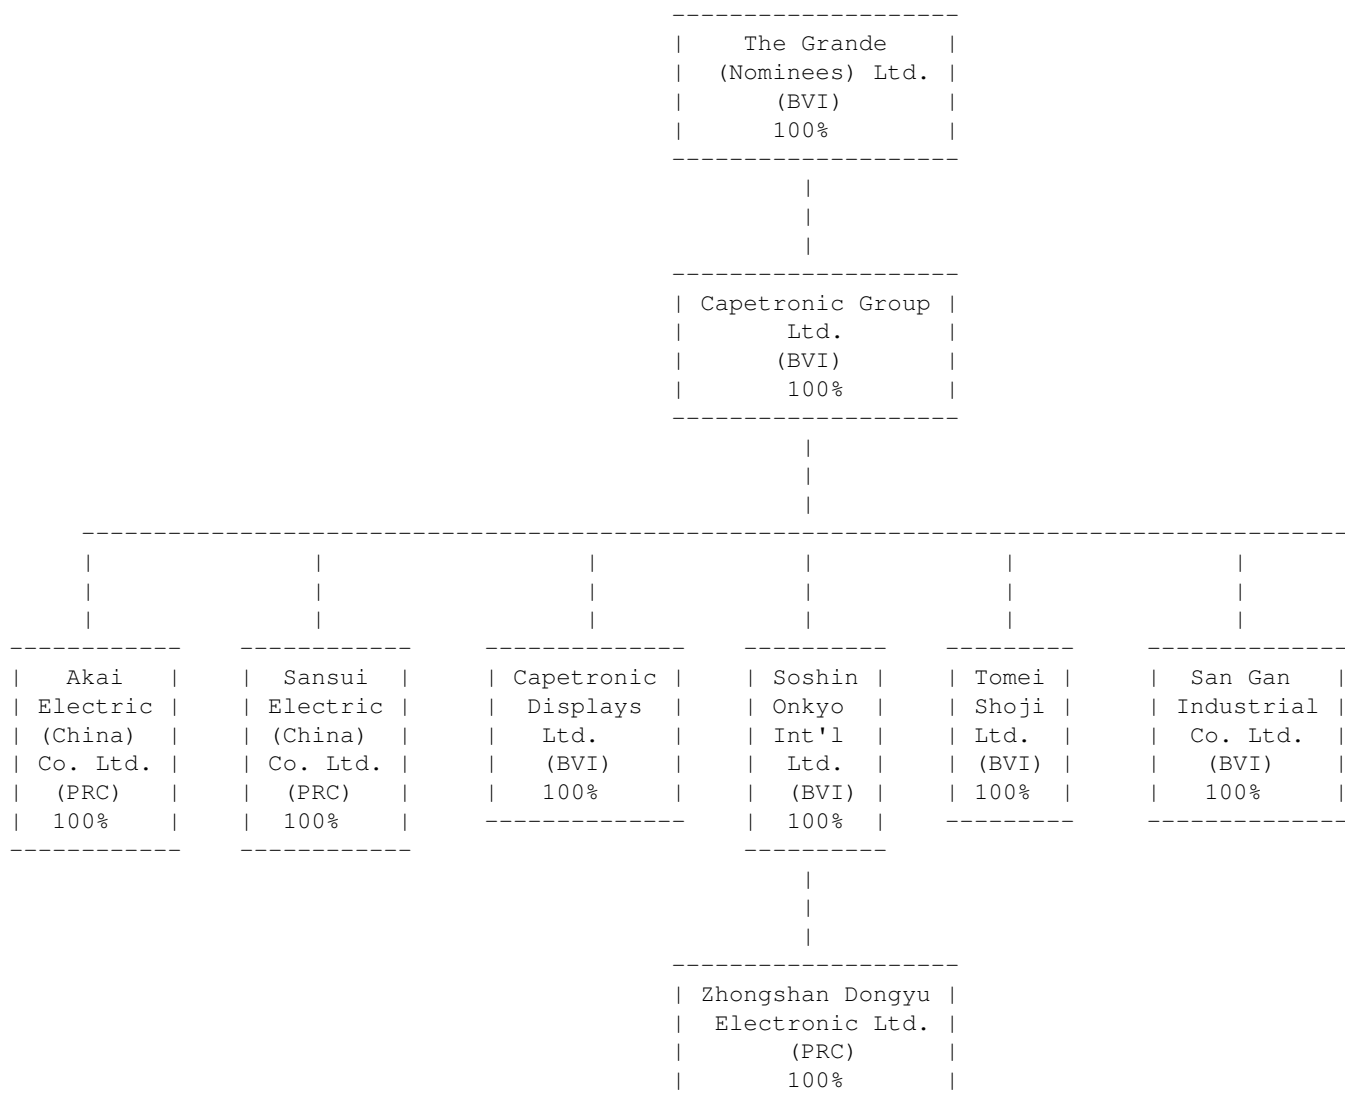 The Grande
(Nominees) Ltd.
(BVI)
100%
Capetronic Group
Ltd.
(BVI)
100%
Akai
Electric
(China)
Co. Ltd.
(PRC)
100%
Sansui
Electric
(China)
Co. Ltd.
(PRC)
100%
Capetronic
Displays
Ltd.
(BVI)
100%
Soshin
Onkyo
Int'l
Ltd.
(BVI)
100%
Tomei
Shoji
Ltd.
(BVI)
100%
San Gan
Industrial
Co. Ltd.
(BVI)
100%
Zhongshan Dongyu
Electronic Ltd.
(PRC)
100%